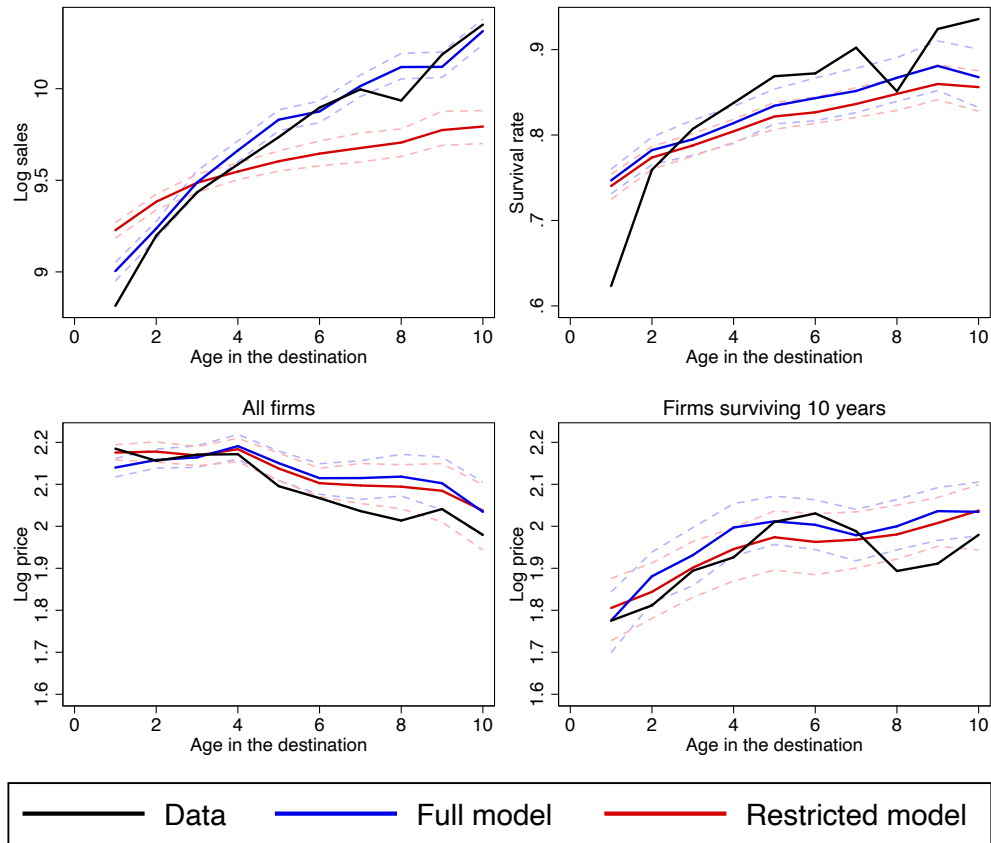 Log sales
9
9.5
10
0 2 4 6 8 10
Age in the destination
Survival rate
.6
.7
.8
.9
0 2 4 6 8 10
Age in the destination
All firms
Log price
1.6
1.7
1.8
1.9
2
2.1
2.2
0 2 4 6 8 10
Age in the destination
Firms surviving 10 years
Log price
1.6
1.7
1.8
1.9
2
2.1
2.2
0 2 4 6 8 10
Age in the destination
Data Full model Restricted model